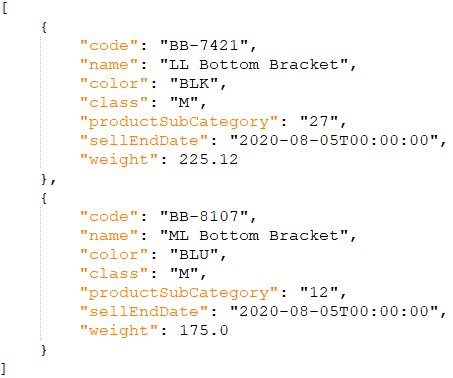 [
    {
        "code": "BB-7421",
        "name": "LL Bottom Bracket",
        "color": "BLK",
        "class": "M",
        "productSubCategory": "27",
        "sellEndDate": "2020-08-05T00:00:00",
        "weight": 225.12
    },
    {
        "code": "BB-8107",
        "name": "ML Bottom Bracket",
        "color": "BLU",
        "class": "M",
        "productSubCategory": "12",
        "sellEndDate": "2020-08-05T00:00:00",
        "weight": 175.0
    }
]